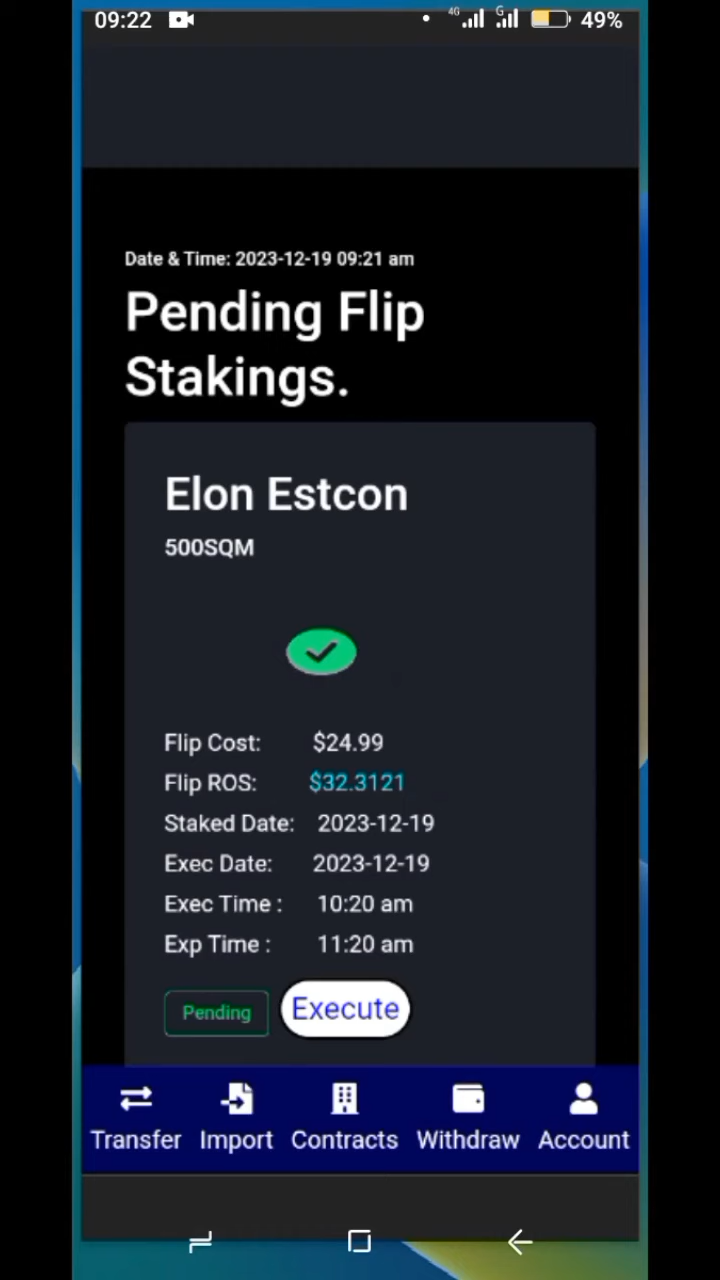 09:22 4G G 49%
Date & Time: 2023-12-19 09:21 am
Pending Flip
Stakings.
Elon Estcon
500SQM
Flip Cost: $24.99
Flip ROS: $32.3121
Staked Date: 2023-12-19
Exec Date: 2023-12-19
Exec Time : 10:20 am
Exp Time : 11:20 am
Pending Execute
Transfer Import Contracts Withdraw Account